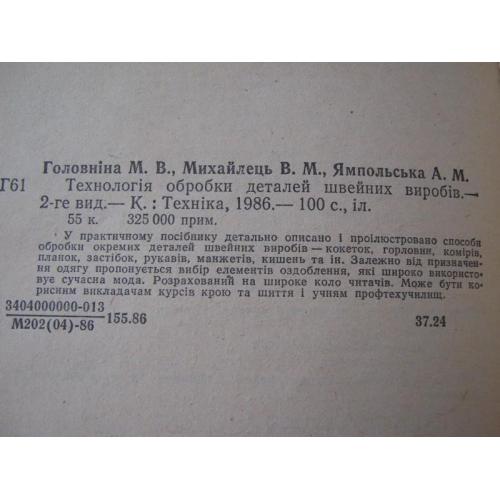 Головніна М. В., Михайлець В. М., Ямпольська А. М.
Г61 Технологія обробки деталей швейних виробів.—
2-ге вид.— К. : Техніка, 1986.— 100 с., іл.
55 к. 325 000 прим.
У практичному посібнику детально описано і проілюстровано способи
обробки окремих деталей швейних виробів — кокеток, горловин, комірів,
планок, застібок, рукавів, манжетів, кишень та ін. Залежно від призначен-
ня одягу пропонується вибір елементів оздоблення, які широко використо-
вує сучасна мода. Розрахований на широке коло читачів. Може бути ко-
рисним викладачам курсів крою та шиття і учням профтехучилищ.
3404000000-013
М202(04)-86 155.86 37.24